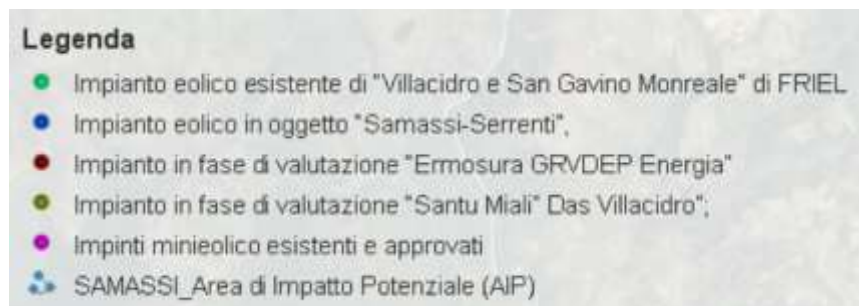 Legenda
Impianto eolico esistente di "Villacidro e San Gavino Monreale" di FRIEL
Impianto eolico in oggetto "Samassi-Serrenti",
Impianto in fase di valutazione "Ermosura GRVDEP Energia"
Impianto in fase di valutazione "Santu Miali" Das Villacidro";
Impinti minieolico esistenti e approvati
SAMASSI_Area di Impatto Potenziale (AIP)